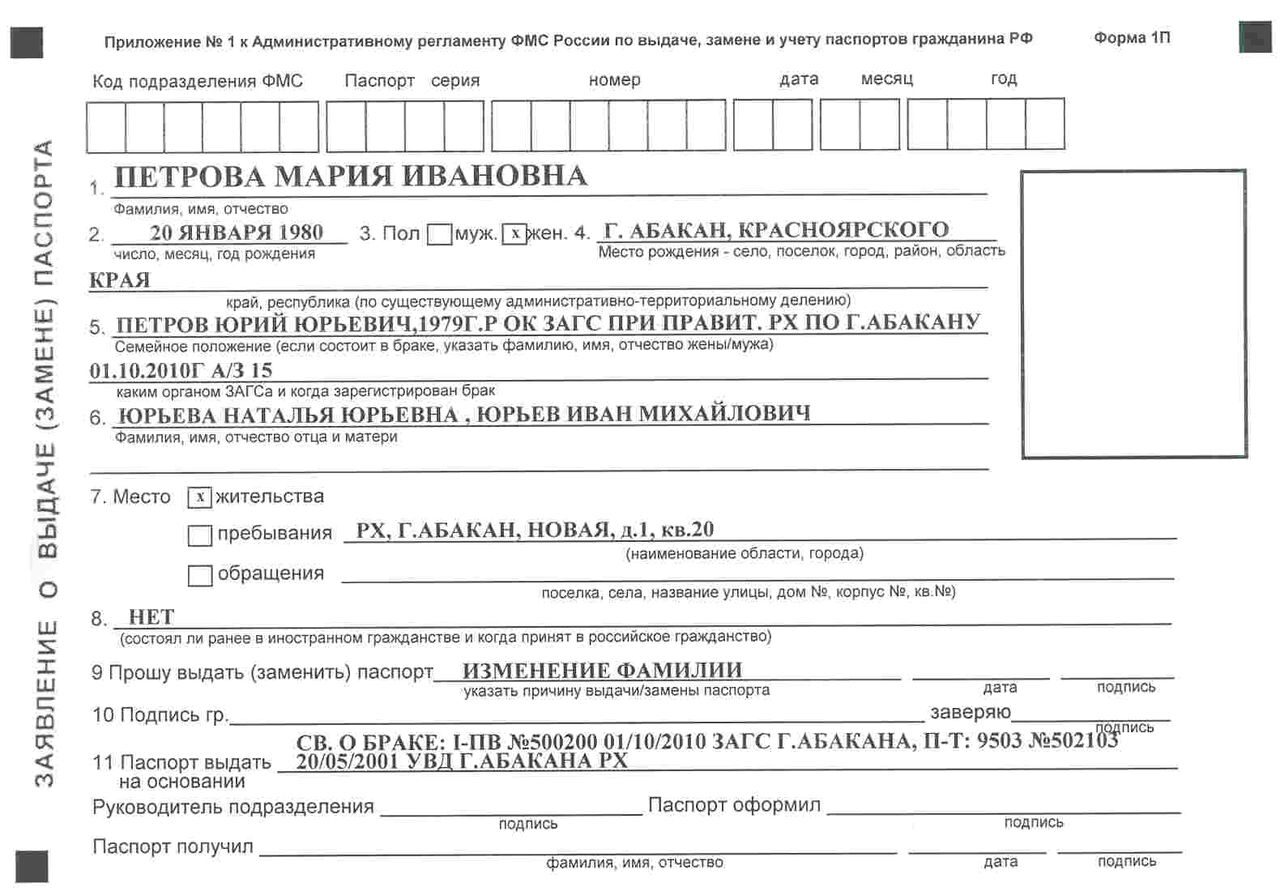 Приложение № 1 к Административному регламенту ФМС России по выдаче, замене и учету паспортов гражданина РФ Форма 1П
Код подразделения ФМС Паспорт серия номер дата месяц год
ЗАЯВЛЕНИЕ О ВЫДАЧЕ (ЗАМЕНЕ) ПАСПОРТА
1. ПЕТРОВА МАРИЯ ИВАНОВНА
Фамилия, имя, отчество
2. 20 ЯНВАРЯ 1980 3. Пол муж. x жен. 4. Г. АБАКАН, КРАСНОЯРСКОГО
число, месяц, год рождения Место рождения - село, поселок, город, район, область
КРАЯ
край, республика (по существующему административно-территориальному делению)
5. ПЕТРОВ ЮРИЙ ЮРЬЕВИЧ,1979Г.Р ОК ЗАГС ПРИ ПРАВИТ. РХ ПО Г.АБАКАНУ
Семейное положение (если состоит в браке, указать фамилию, имя, отчество жены/мужа)
01.10.2010Г А/З 15
каким органом ЗАГСа и когда зарегистрирован брак
6. ЮРЬЕВА НАТАЛЬЯ ЮРЬЕВНА , ЮРЬЕВ ИВАН МИХАЙЛОВИЧ
Фамилия, имя, отчество отца и матери
7. Место x жительства
пребывания РХ, Г.АБАКАН, НОВАЯ, д.1, кв.20
(наименование области, города)
обращения
поселка, села, название улицы, дом №, корпус №, кв.№)
8. НЕТ
(состоял ли ранее в иностранном гражданстве и когда принят в российское гражданство)
9 Прошу выдать (заменить) паспорт ИЗМЕНЕНИЕ ФАМИЛИИ
указать причину выдачи/замены паспорта дата подпись
10 Подпись гр. заверяю
подпись
СВ. О БРАКЕ: I-ПВ №500200 01/10/2010 ЗАГС Г.АБАКАНА, П-Т: 9503 №502103
11 Паспорт выдать 20/05/2001 УВД Г.АБАКАНА РХ
на основании
Руководитель подразделения Паспорт оформил
подпись подпись
Паспорт получил
фамилия, имя, отчество дата подпись